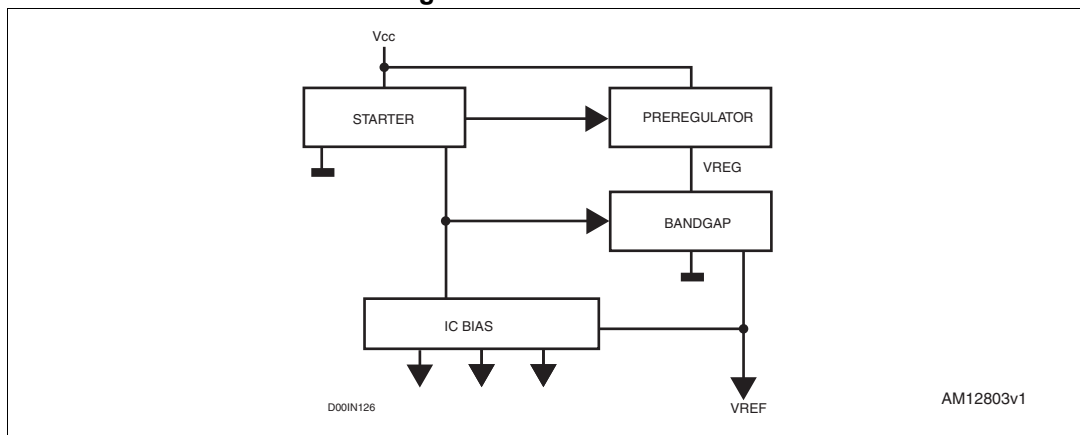 Vcc
STARTER
PREREGULATOR
VREG
BANDGAP
IC BIAS
D00IN126
VREF
AM12803v1